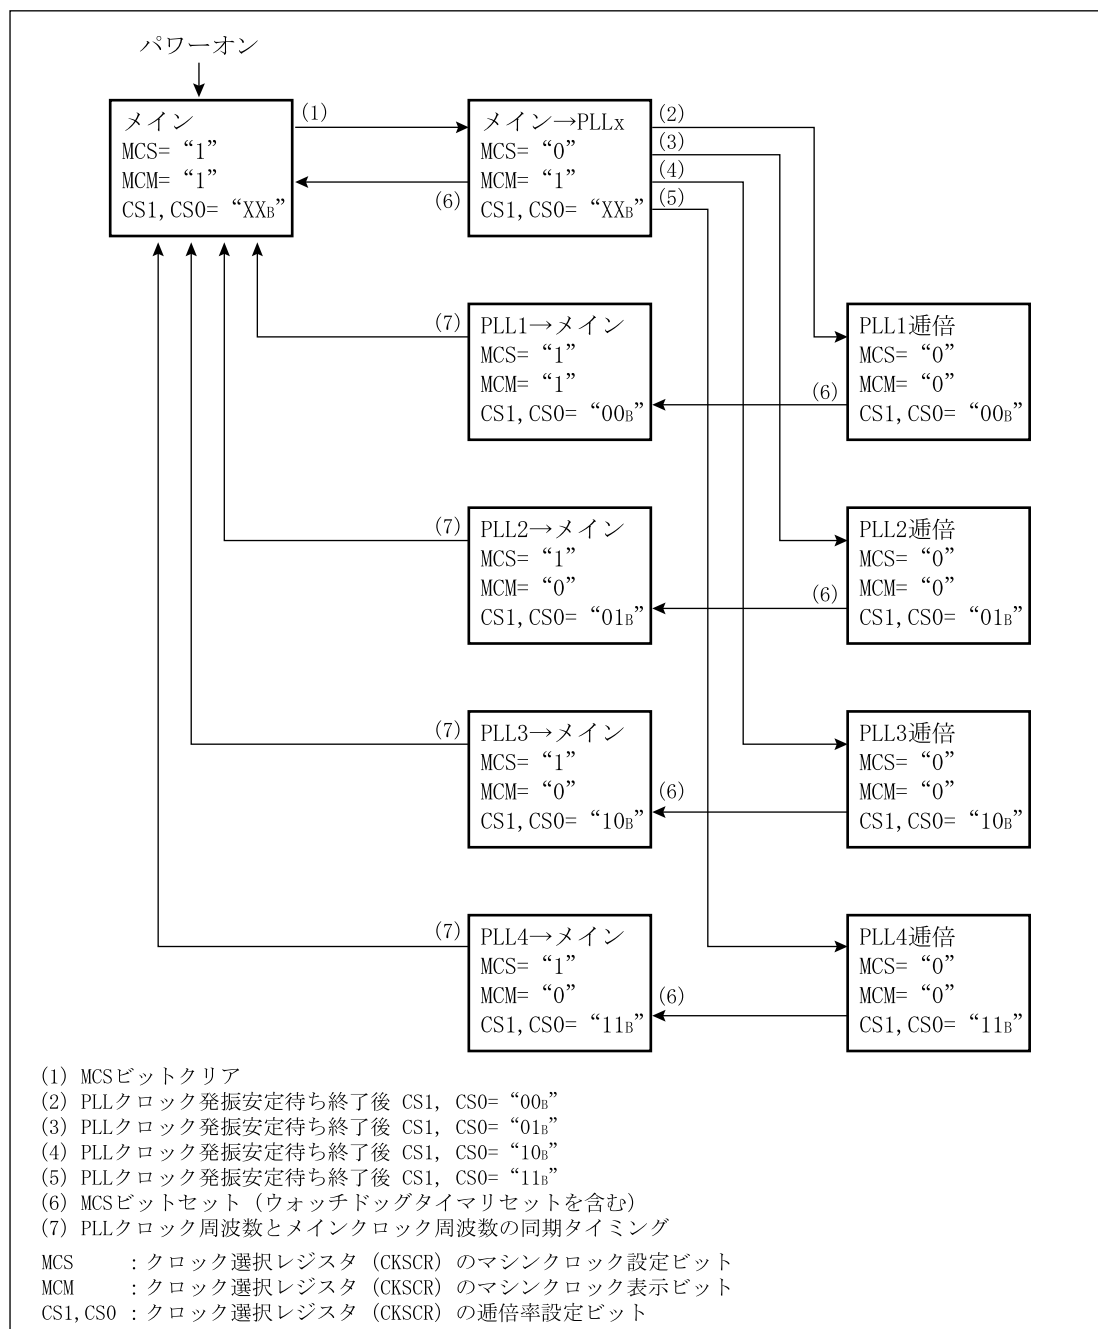 パワーオン
メイン
MCS= “1”
MCM= “1”
CS1,CS0= “XXB”
(1)
(6)
メイン→PLLx
MCS= “0”
MCM= “1”
CS1,CS0= “XXB”
(2)
(3)
(4)
(5)
(7)
PLL1→メイン
MCS= “1”
MCM= “1”
CS1,CS0= “00B”
(6)
PLL1逓倍
MCS= “0”
MCM= “0”
CS1,CS0= “00B”
(7)
PLL2→メイン
MCS= “1”
MCM= “0”
CS1,CS0= “01B”
(6)
PLL2逓倍
MCS= “0”
MCM= “0”
CS1,CS0= “01B”
(7)
PLL3→メイン
MCS= “1”
MCM= “0”
CS1,CS0= “10B”
(6)
PLL3逓倍
MCS= “0”
MCM= “0”
CS1,CS0= “10B”
(7)
PLL4→メイン
MCS= “1”
MCM= “0”
CS1,CS0= “11B”
(6)
PLL4逓倍
MCS= “0”
MCM= “0”
CS1,CS0= “11B”
(1) MCSビットクリア
(2) PLLクロック発振安定待ち終了後 CS1, CS0= “00B”
(3) PLLクロック発振安定待ち終了後 CS1, CS0= “01B”
(4) PLLクロック発振安定待ち終了後 CS1, CS0= “10B”
(5) PLLクロック発振安定待ち終了後 CS1, CS0= “11B”
(6) MCSビットセット (ウォッチドッグタイマリセットを含む)
(7) PLLクロック周波数とメインクロック周波数の同期タイミング
MCS : クロック選択レジスタ (CKSCR) のマシンクロック設定ビット
MCM : クロック選択レジスタ (CKSCR) のマシンクロック表示ビット
CS1,CS0 : クロック選択レジスタ (CKSCR) の逓倍率設定ビット